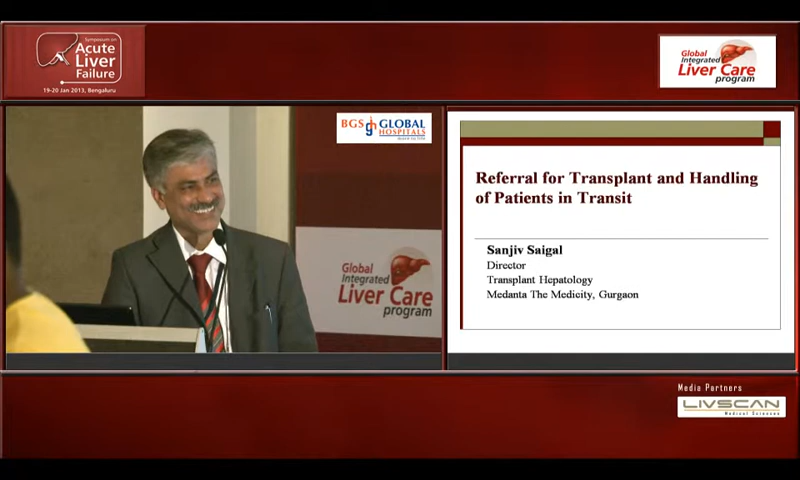 Symposium on
Acute
Liver
Failure
19-20 Jan 2013, Bengaluru
Global
Integrated
Liver Care
program
BGS GLOBAL
HOSPITALS
Global
Integrated
Liver Care
program
Referral for Transplant and Handling
of Patients in Transit
Sanjiv Saigal
Director
Transplant Hepatology
Medanta The Medicity, Gurgaon
Media Partners
LIVSCAN
Medical Sciences